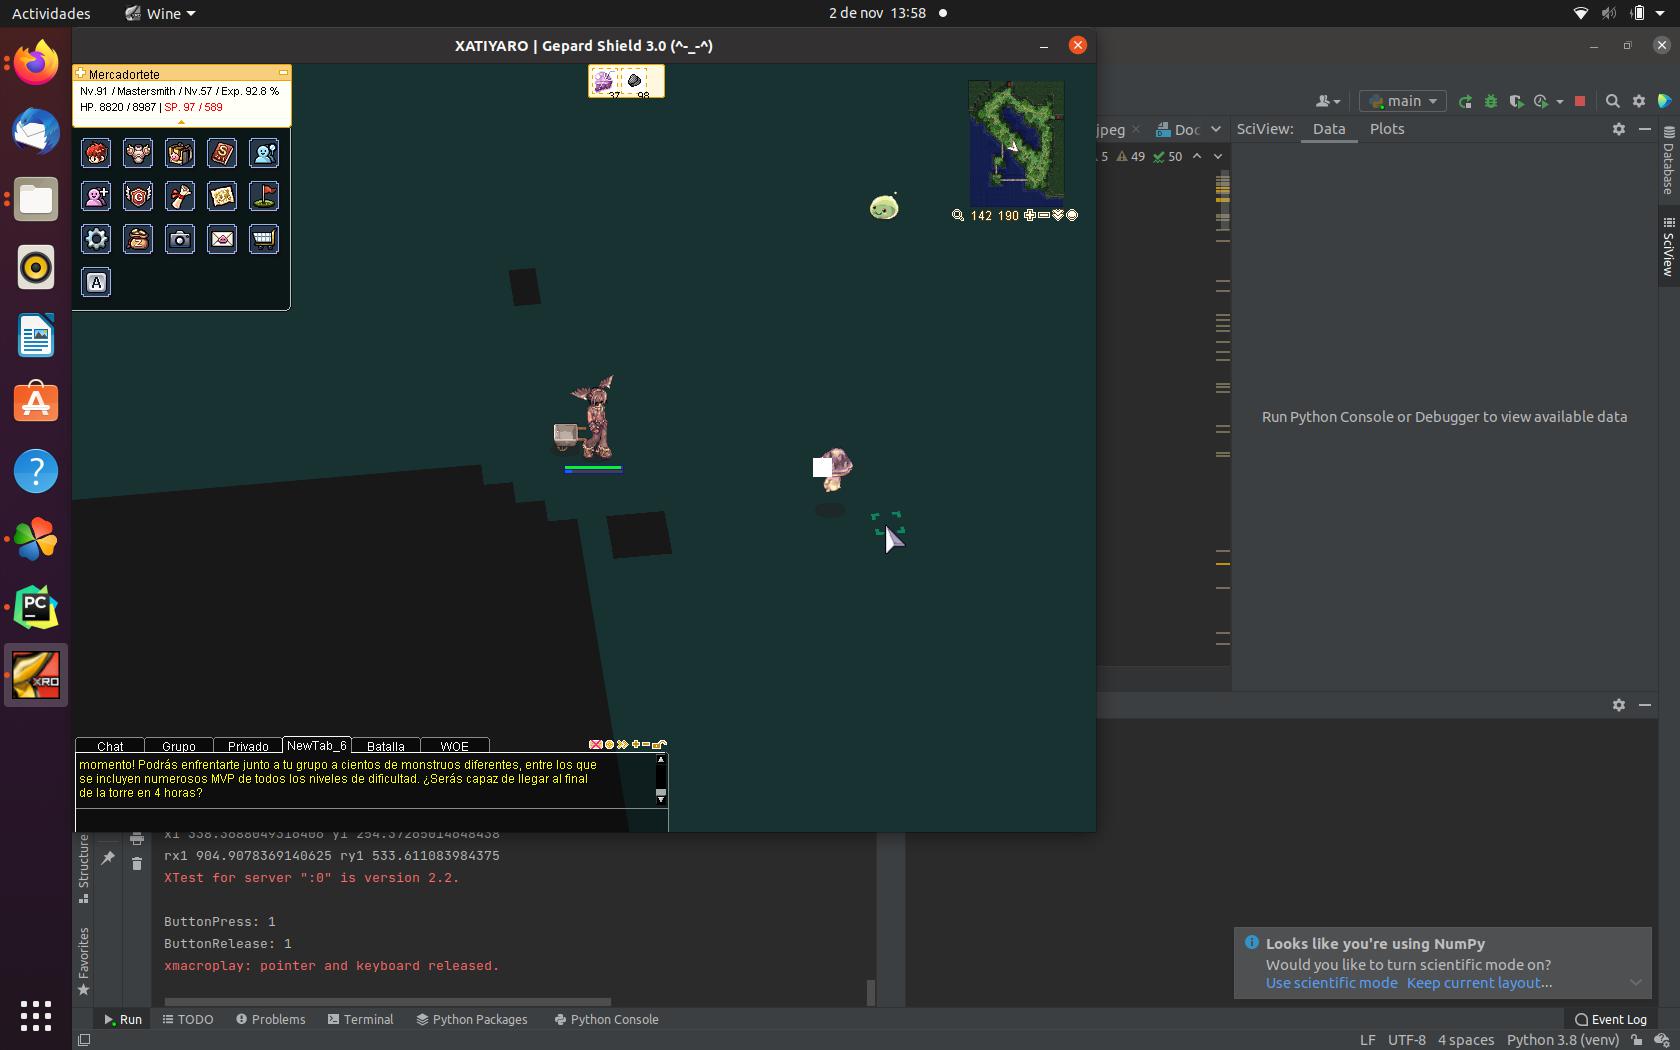 Actividades
Wine
2 de nov 13:58
XATIYARO | Gepard Shield 3.0 (^-_-^)
Mercadortete
Nv.91 / Mastersmith / Nv.57 / Exp. 92.8 %
HP. 8820 / 8987 | SP. 97 / 589
37
98
142 190
A
main
jpeg
Doc
SciView:
Data
Plots
5
49
50
Database
SciView
Run Python Console or Debugger to view available data
PC
XRO
Chat
Grupo
Privado
NewTab_6
Batalla
WOE
momento! Podrás enfrentarte junto a tu grupo a cientos de monstruos diferentes, entre los que
se incluyen numerosos MVP de todos los niveles de dificultad. ¿Serás capaz de llegar al final
de la torre en 4 horas?
rx1 904.9078369140625 ry1 533.611083984375
XTest for server ":0" is version 2.2.
ButtonPress: 1
ButtonRelease: 1
xmacroplay: pointer and keyboard released.
Structure
Favorites
Looks like you're using NumPy
Would you like to turn scientific mode on?
Use scientific mode Keep current layout...
Run
TODO
Problems
Terminal
Python Packages
Python Console
Event Log
LF UTF-8 4 spaces Python 3.8 (venv)